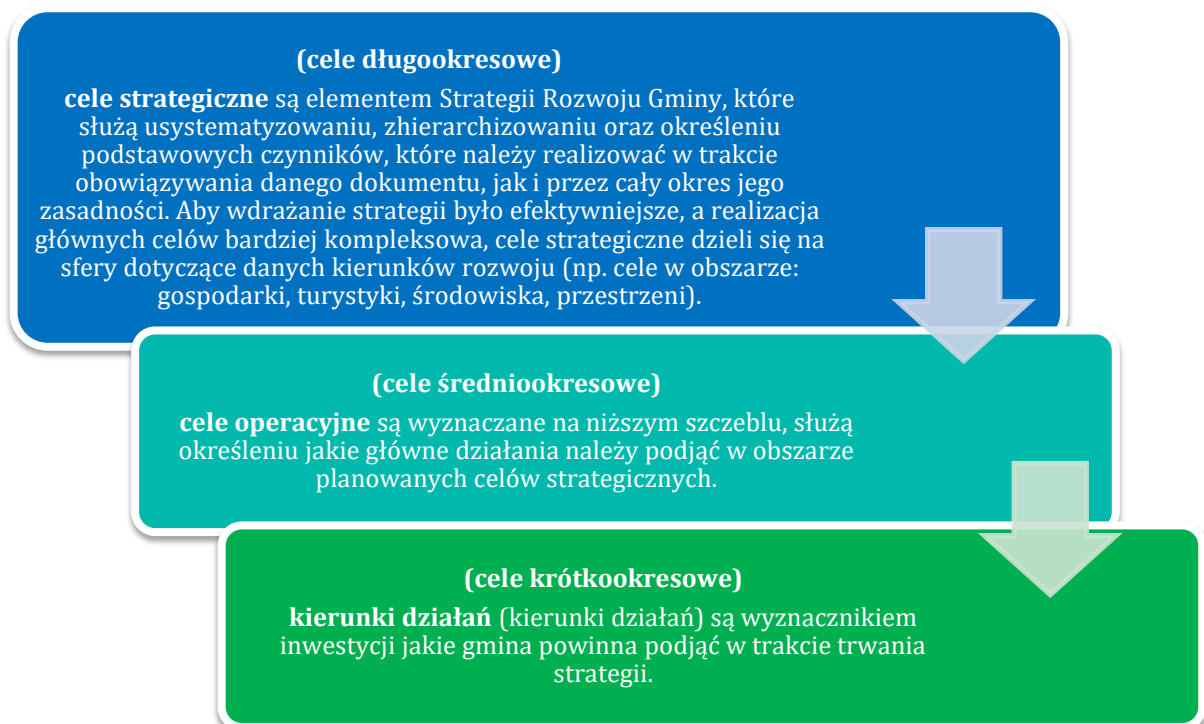 (cele długookresowe)
cele strategiczne są elementem Strategii Rozwoju Gminy, które
służą usystematyzowaniu, zhierarchizowaniu oraz określeniu
podstawowych czynników, które należy realizować w trakcie
obowiązywania danego dokumentu, jak i przez cały okres jego
zasadności. Aby wdrażanie strategii było efektywniejsze, a realizacja
głównych celów bardziej kompleksowa, cele strategiczne dzieli się na
sfery dotyczące danych kierunków rozwoju (np. cele w obszarze:
gospodarki, turystyki, środowiska, przestrzeni).
(cele średniookresowe)
cele operacyjne są wyznaczane na niższym szczeblu, służą
określeniu jakie główne działania należy podjąć w obszarze
planowanych celów strategicznych.
(cele krótkookresowe)
kierunki działań (kierunki działań) są wyznacznikiem
inwestycji jakie gmina powinna podjąć w trakcie trwania
strategii.